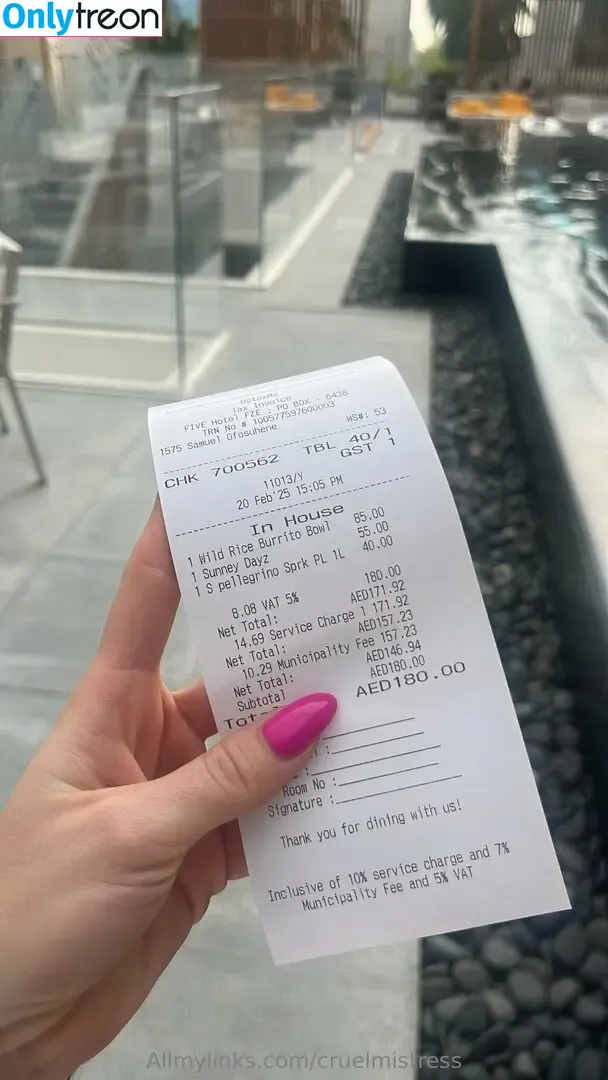 Onlytreon
DetoxMe
Tax Invoice
FIVE Hotel FZE : PO BOX - 6438
TRN No # 100577597600003
1575 Samuel Ofosuhene WS#: 53
CHK 700562 TBL 40/1
GST 1
11013/Y
20 Feb'25 15:05 PM
In House
1 Wild Rice Burrito Bowl 85.00
1 Sunney Dayz 55.00
1 S pellegrino Sprk PL 1L 40.00
180.00
8.08 VAT 5%
Net Total: AED171.92
14.69 Service Charge 1 171.92
Net Total: AED157.23
10.29 Municipality Fee 157.23
Net Total: AED146.94
Subtotal AED180.00
AED180.00
Room No :
Signature :
Thank you for dining with us!
Inclusive of 10% service charge and 7%
Municipality Fee and 5% VAT
Allmylinks.com/cruelmistress